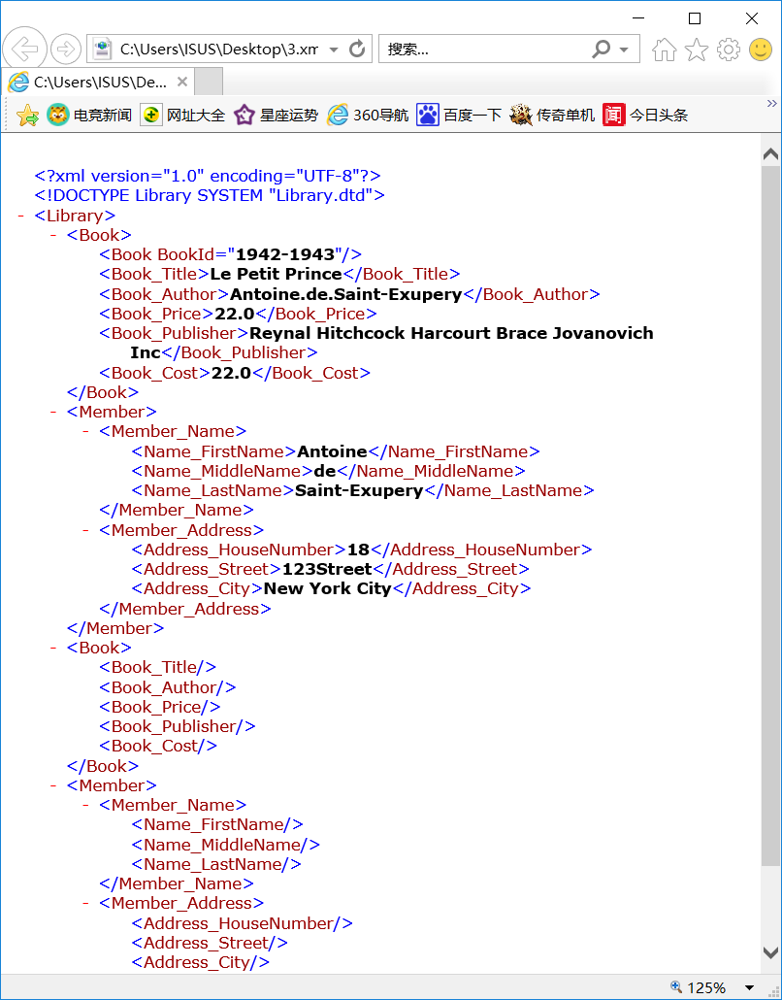 C:\Users\ISUS\Desktop\3.xm
搜索...
C:\Users\ISUS\De...
电竞新闻 网址大全 星座运势 360导航 百度一下 传奇单机 闻 今日头条 »
<?xml version="1.0" encoding="UTF-8"?>
<!DOCTYPE Library SYSTEM "Library.dtd">
- <Library>
- <Book>
<Book BookId="1942-1943"/>
<Book_Title>Le Petit Prince</Book_Title>
<Book_Author>Antoine.de.Saint-Exupery</Book_Author>
<Book_Price>22.0</Book_Price>
<Book_Publisher>Reynal Hitchcock Harcourt Brace Jovanovich
Inc</Book_Publisher>
<Book_Cost>22.0</Book_Cost>
</Book>
- <Member>
- <Member_Name>
<Name_FirstName>Antoine</Name_FirstName>
<Name_MiddleName>de</Name_MiddleName>
<Name_LastName>Saint-Exupery</Name_LastName>
</Member_Name>
- <Member_Address>
<Address_HouseNumber>18</Address_HouseNumber>
<Address_Street>123Street</Address_Street>
<Address_City>New York City</Address_City>
</Member_Address>
</Member>
- <Book>
<Book_Title/>
<Book_Author/>
<Book_Price/>
<Book_Publisher/>
<Book_Cost/>
</Book>
- <Member>
- <Member_Name>
<Name_FirstName/>
<Name_MiddleName/>
<Name_LastName/>
</Member_Name>
- <Member_Address>
<Address_HouseNumber/>
<Address_Street/>
<Address_City/>
125%